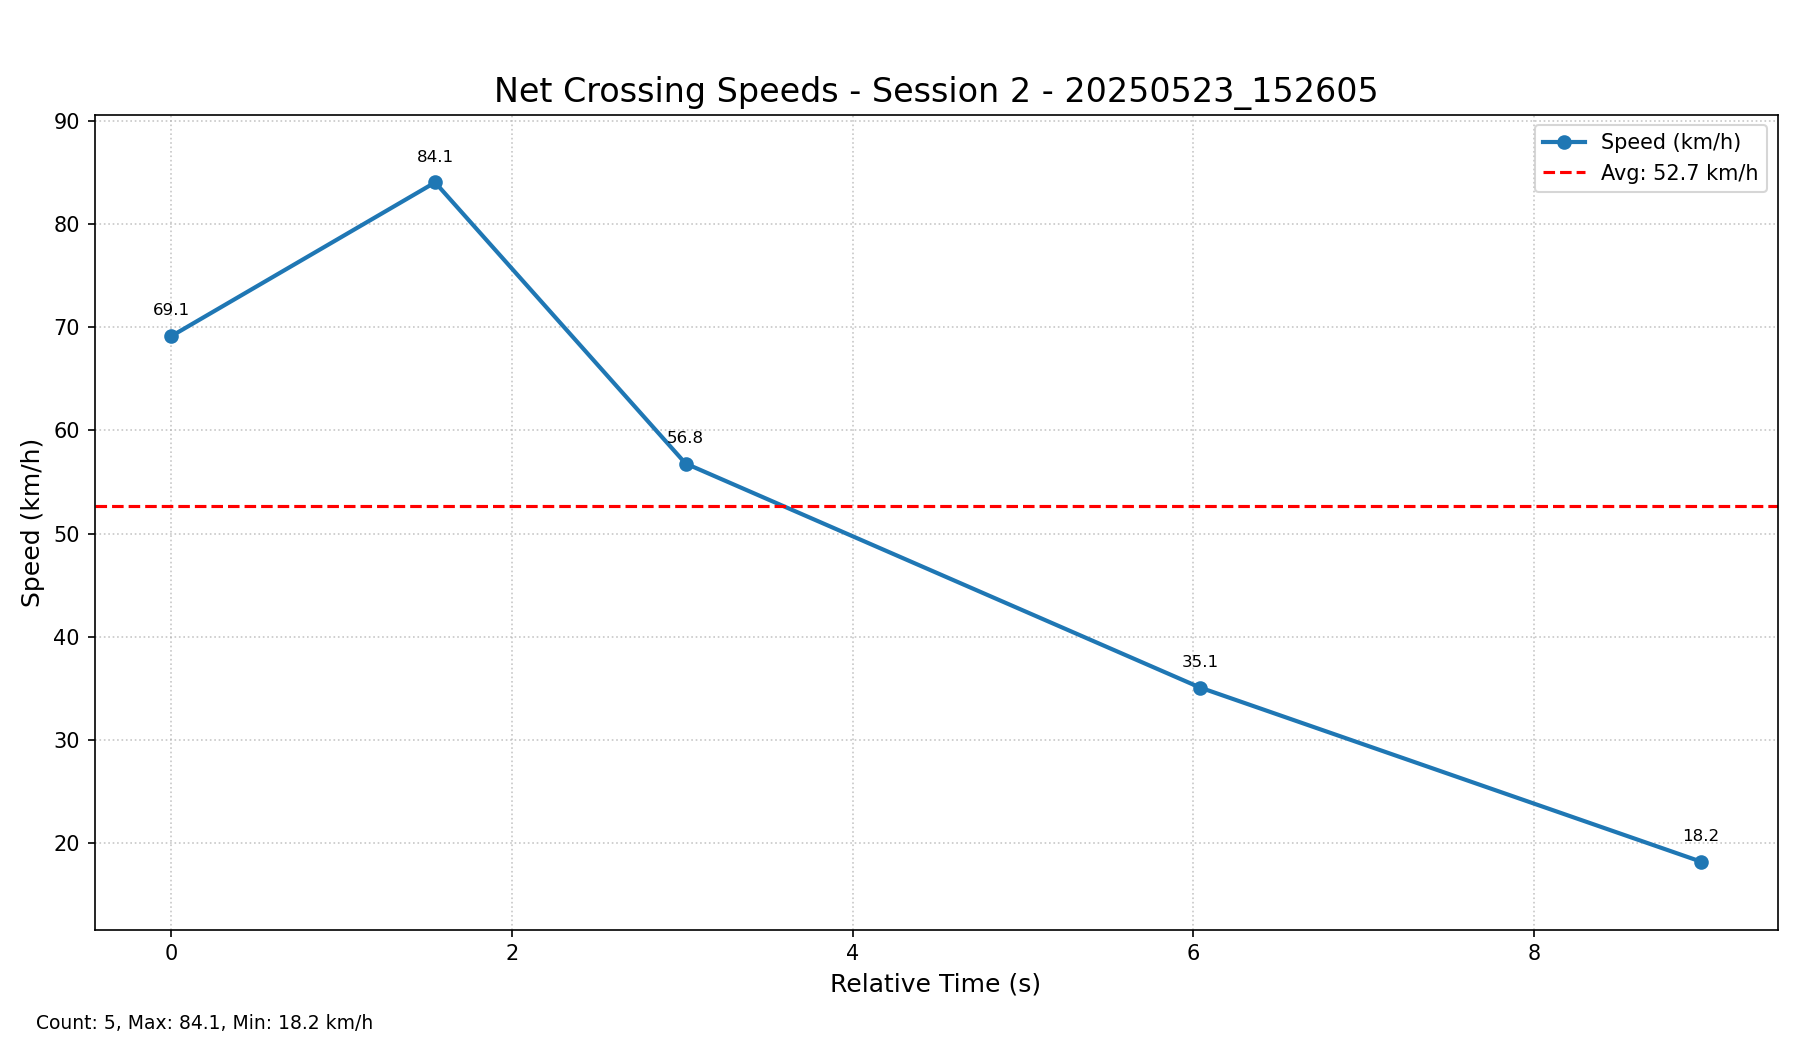 Net Crossing Speeds - Session 2 - 20250523_152605
Speed (km/h)
Avg: 52.7 km/h
90
80
70
60
50
40
30
20
Speed (km/h)
69.1
84.1
56.8
35.1
18.2
0 2 4 6 8
Relative Time (s)
Count: 5, Max: 84.1, Min: 18.2 km/h